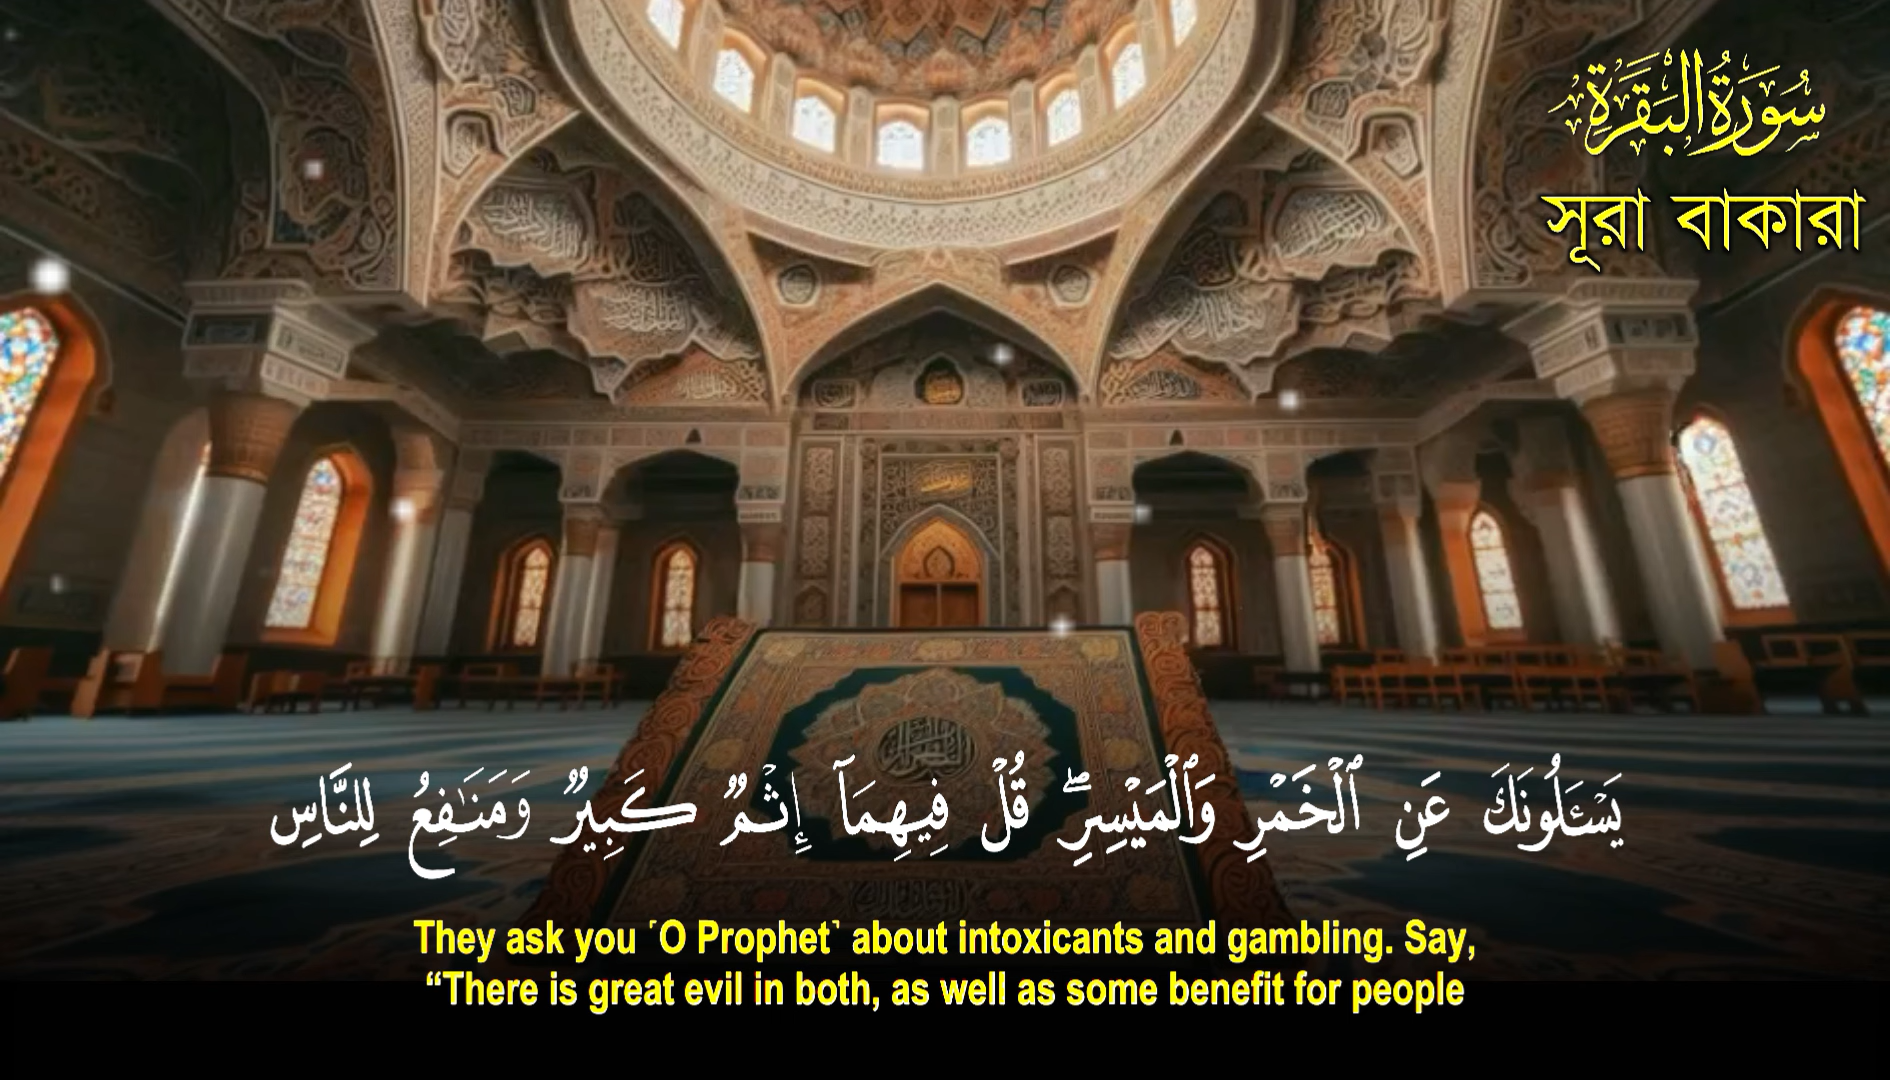 سُورَةُ البَقَرَةِ
সূরা বাকারা
يَسْـَٔلُونَكَ عَنِ ٱلْخَمْرِ وَٱلْمَيْسِرِ ۖ قُلْ فِيهِمَآ إِثْمٌ كَبِيرٌ وَمَنَـٰفِعُ لِلنَّاسِ
They ask you ˹O Prophet˺ about intoxicants and gambling. Say,
“There is great evil in both, as well as some benefit for people